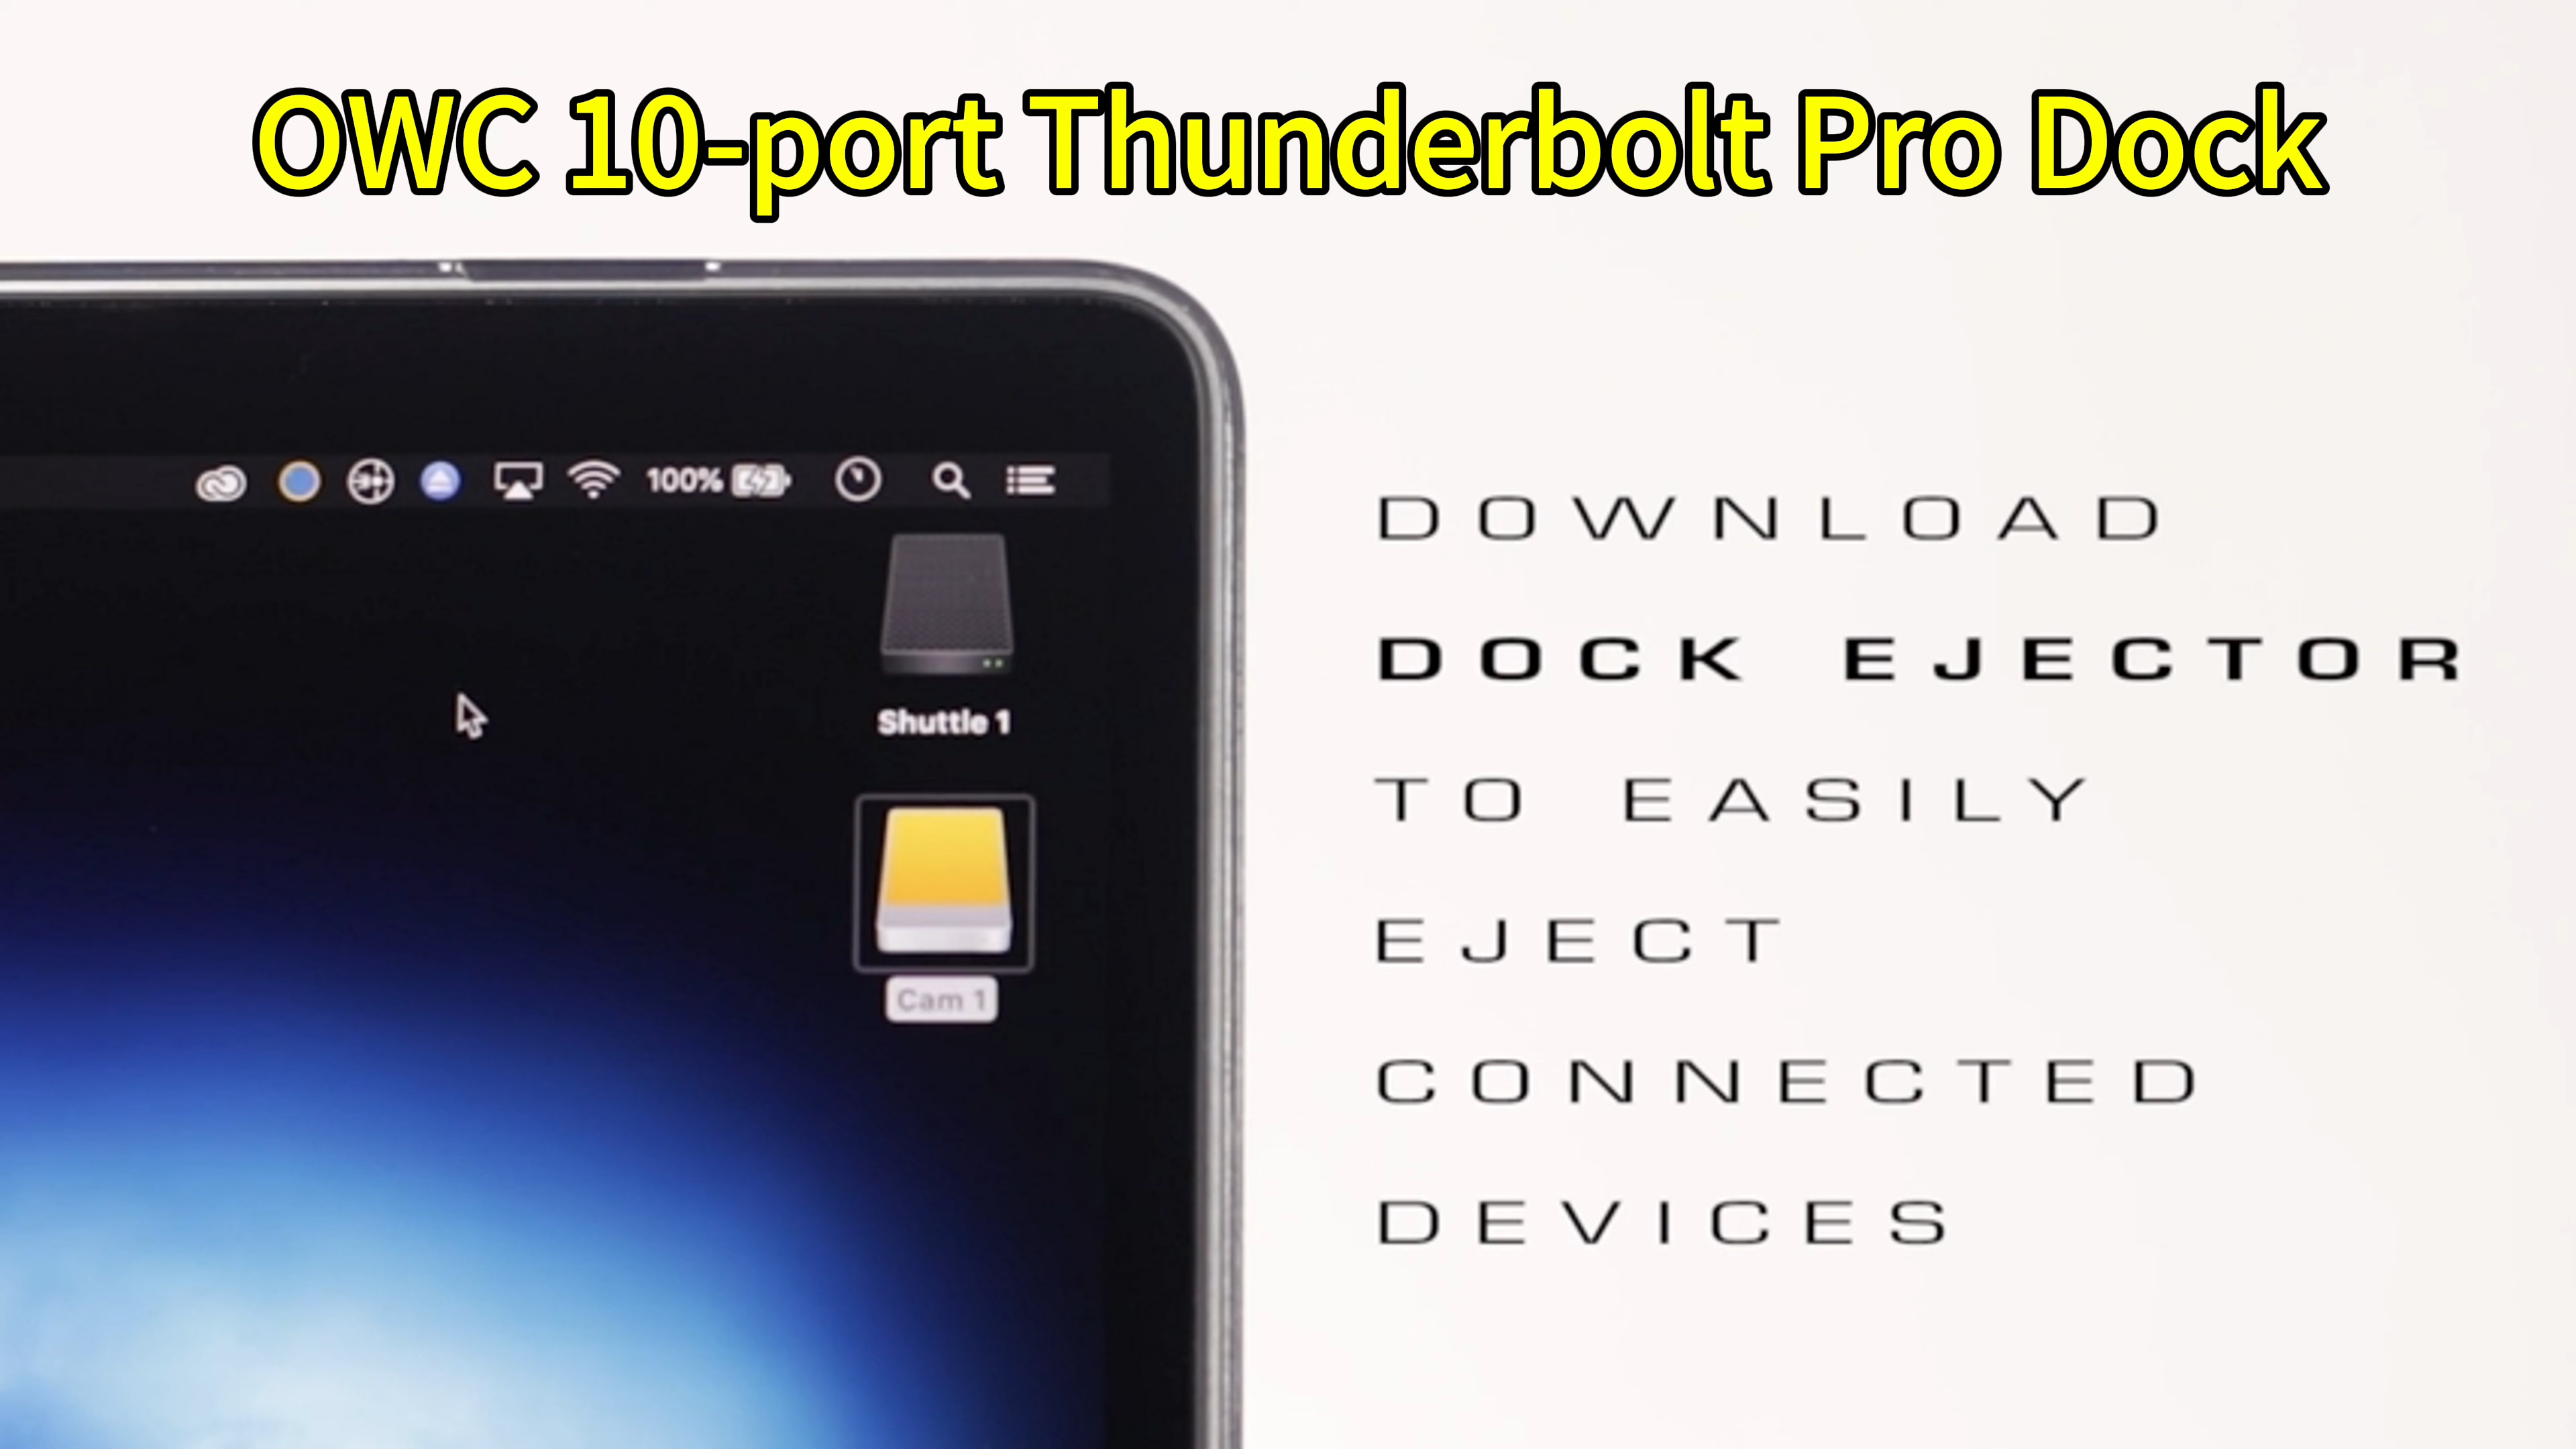 OWC 10-port Thunderbolt Pro Dock
100%
Shuttle 1
Cam 1
DOWNLOAD
DOCK EJECTOR
TO EASILY
EJECT
CONNECTED
DEVICES